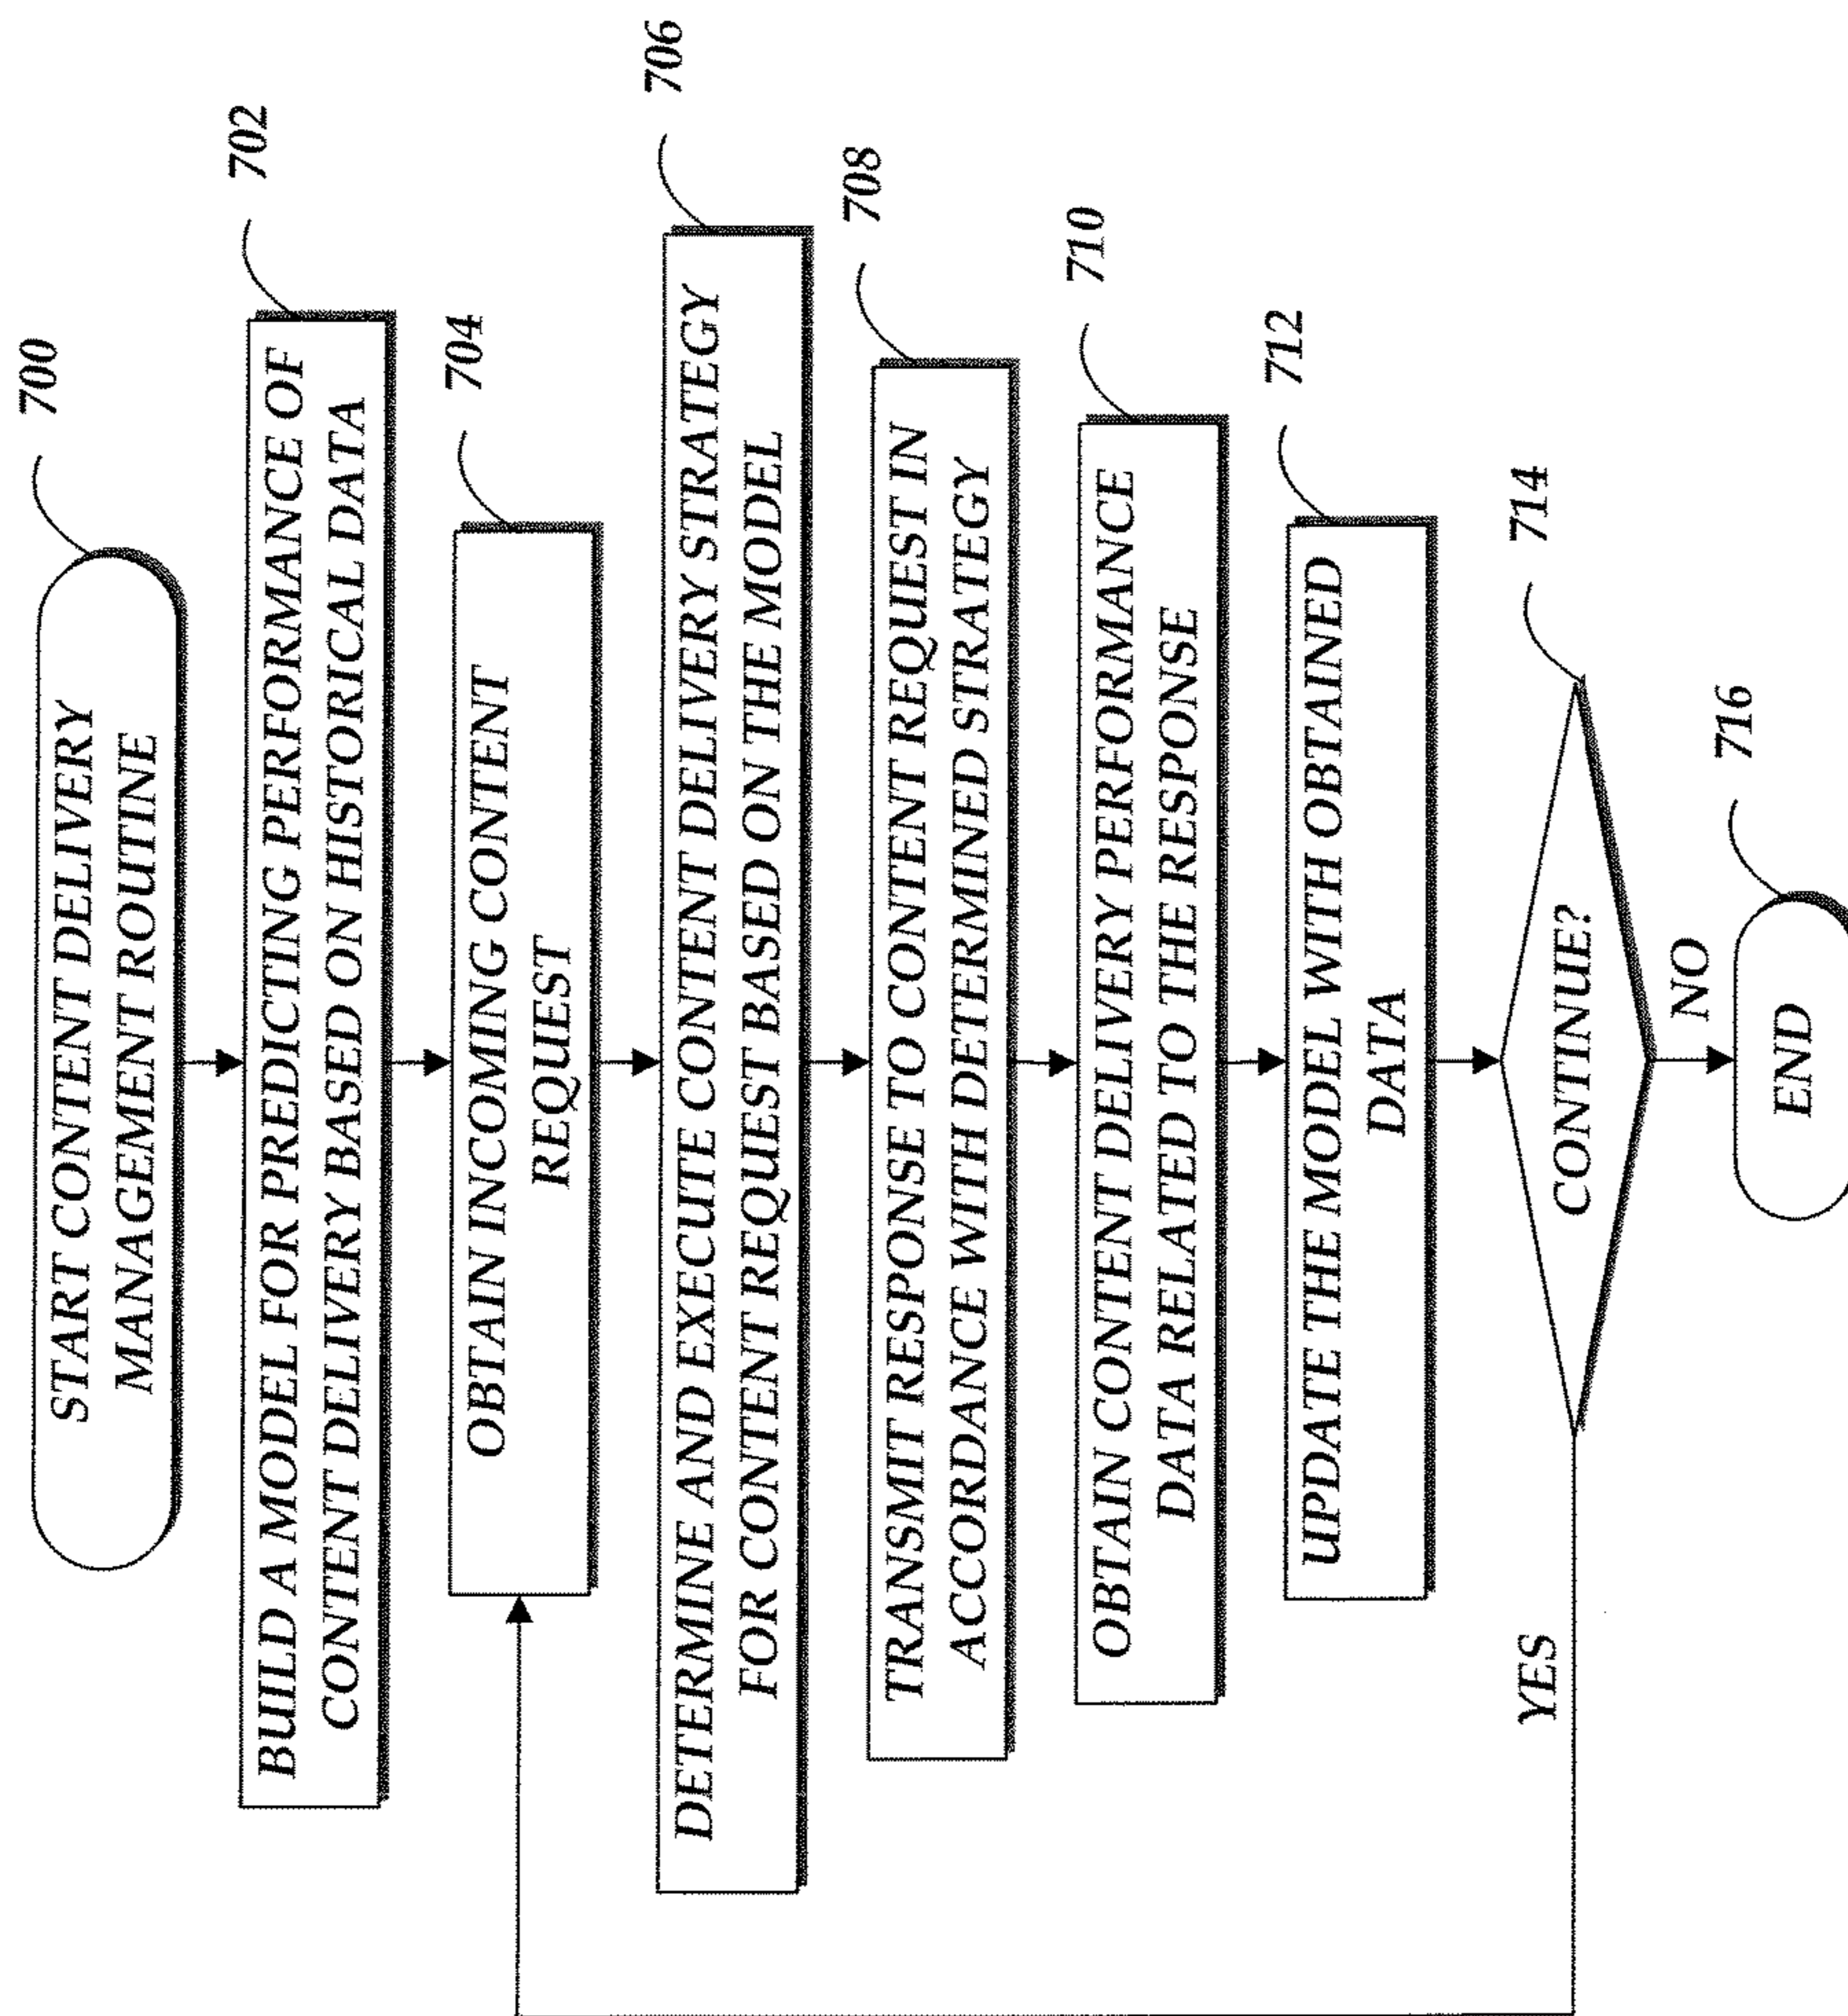 700
START CONTENT DELIVERY
MANAGEMENT ROUTINE
702
BUILD A MODEL FOR PREDICTING PERFORMANCE OF
CONTENT DELIVERY BASED ON HISTORICAL DATA
704
OBTAIN INCOMING CONTENT
REQUEST
706
DETERMINE AND EXECUTE CONTENT DELIVERY STRATEGY
FOR CONTENT REQUEST BASED ON THE MODEL
708
TRANSMIT RESPONSE TO CONTENT REQUEST IN
ACCORDANCE WITH DETERMINED STRATEGY
710
OBTAIN CONTENT DELIVERY PERFORMANCE
DATA RELATED TO THE RESPONSE
712
UPDATE THE MODEL WITH OBTAINED
DATA
714
CONTINUE?
YES
NO
716
END